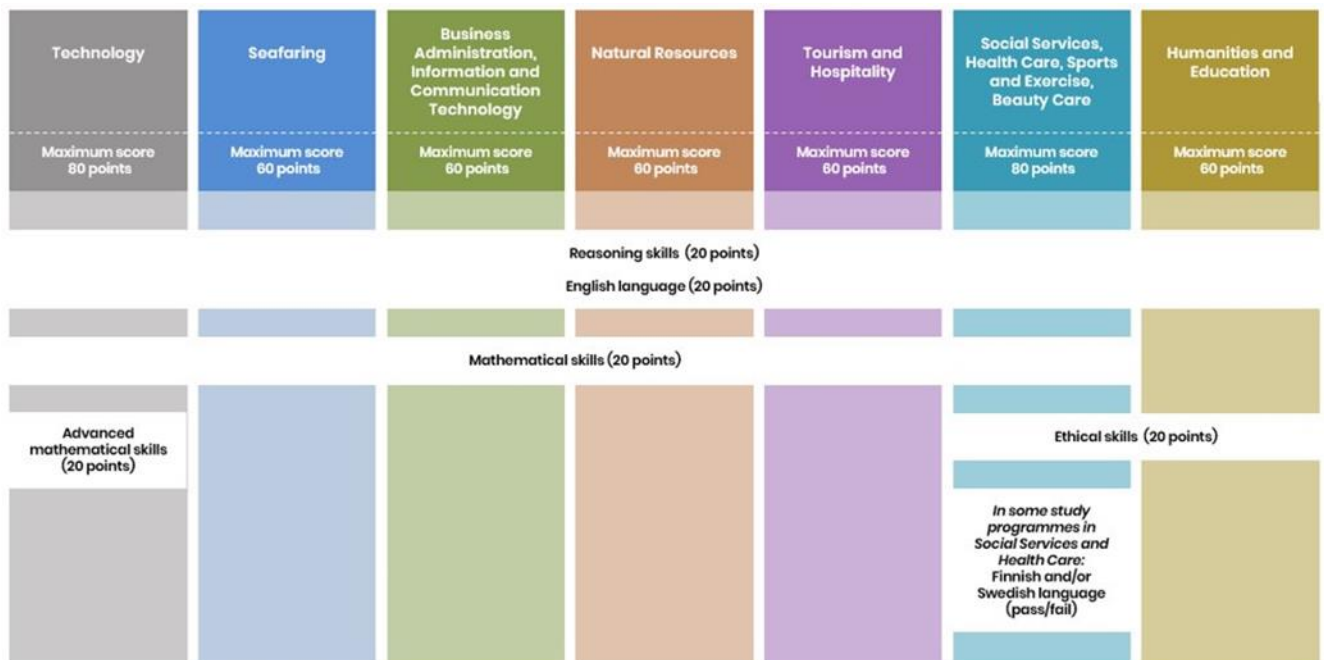 Technology
Maximum score
80 points
Seafaring
Maximum score
60 points
Business
Administration,
Information and
Communication
Technology
Maximum score
60 points
Natural Resources
Maximum score
60 points
Tourism and
Hospitality
Maximum score
60 points
Social Services,
Health Care, Sports
and Exercise,
Beauty Care
Maximum score
80 points
Humanities and
Education
Maximum score
60 points
Reasoning skills (20 points)
English language (20 points)
Mathematical skills (20 points)
Advanced
mathematical skills
(20 points)
Ethical skills (20 points)
In some study
programmes in
Social Services and
Health Care:
Finnish and/or
Swedish language
(pass/fail)